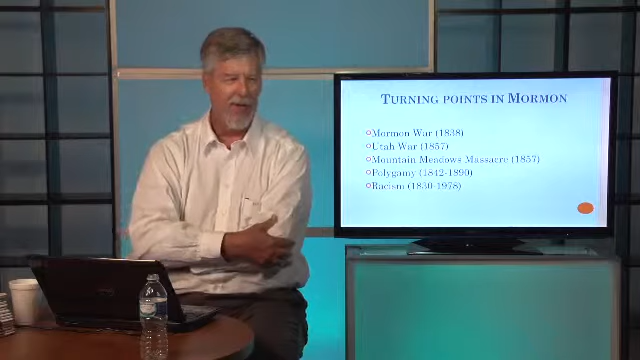 Turning points in Mormon
Mormon War (1838)
Utah War (1857)
Mountain Meadows Massacre (1857)
Polygamy (1842-1890)
Racism (1830-1978)